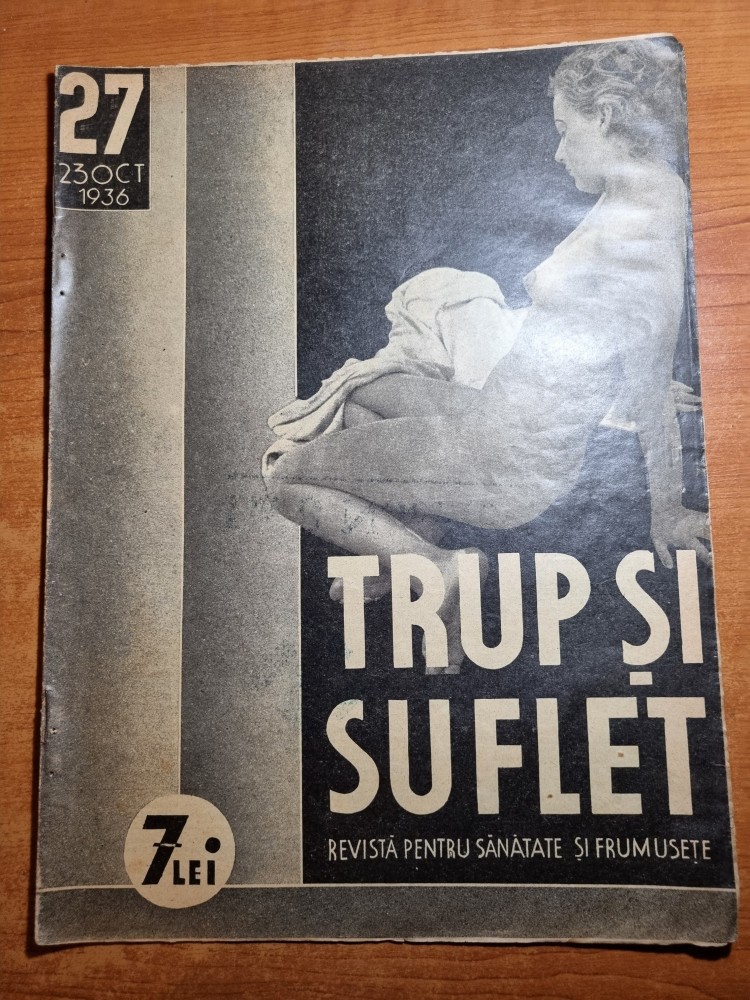 27
23 OCT
1936
TRUP ȘI
SUFLET
REVISTĂ PENTRU SĂNĂTATE ȘI FRUMUSEȚE
7 LEI